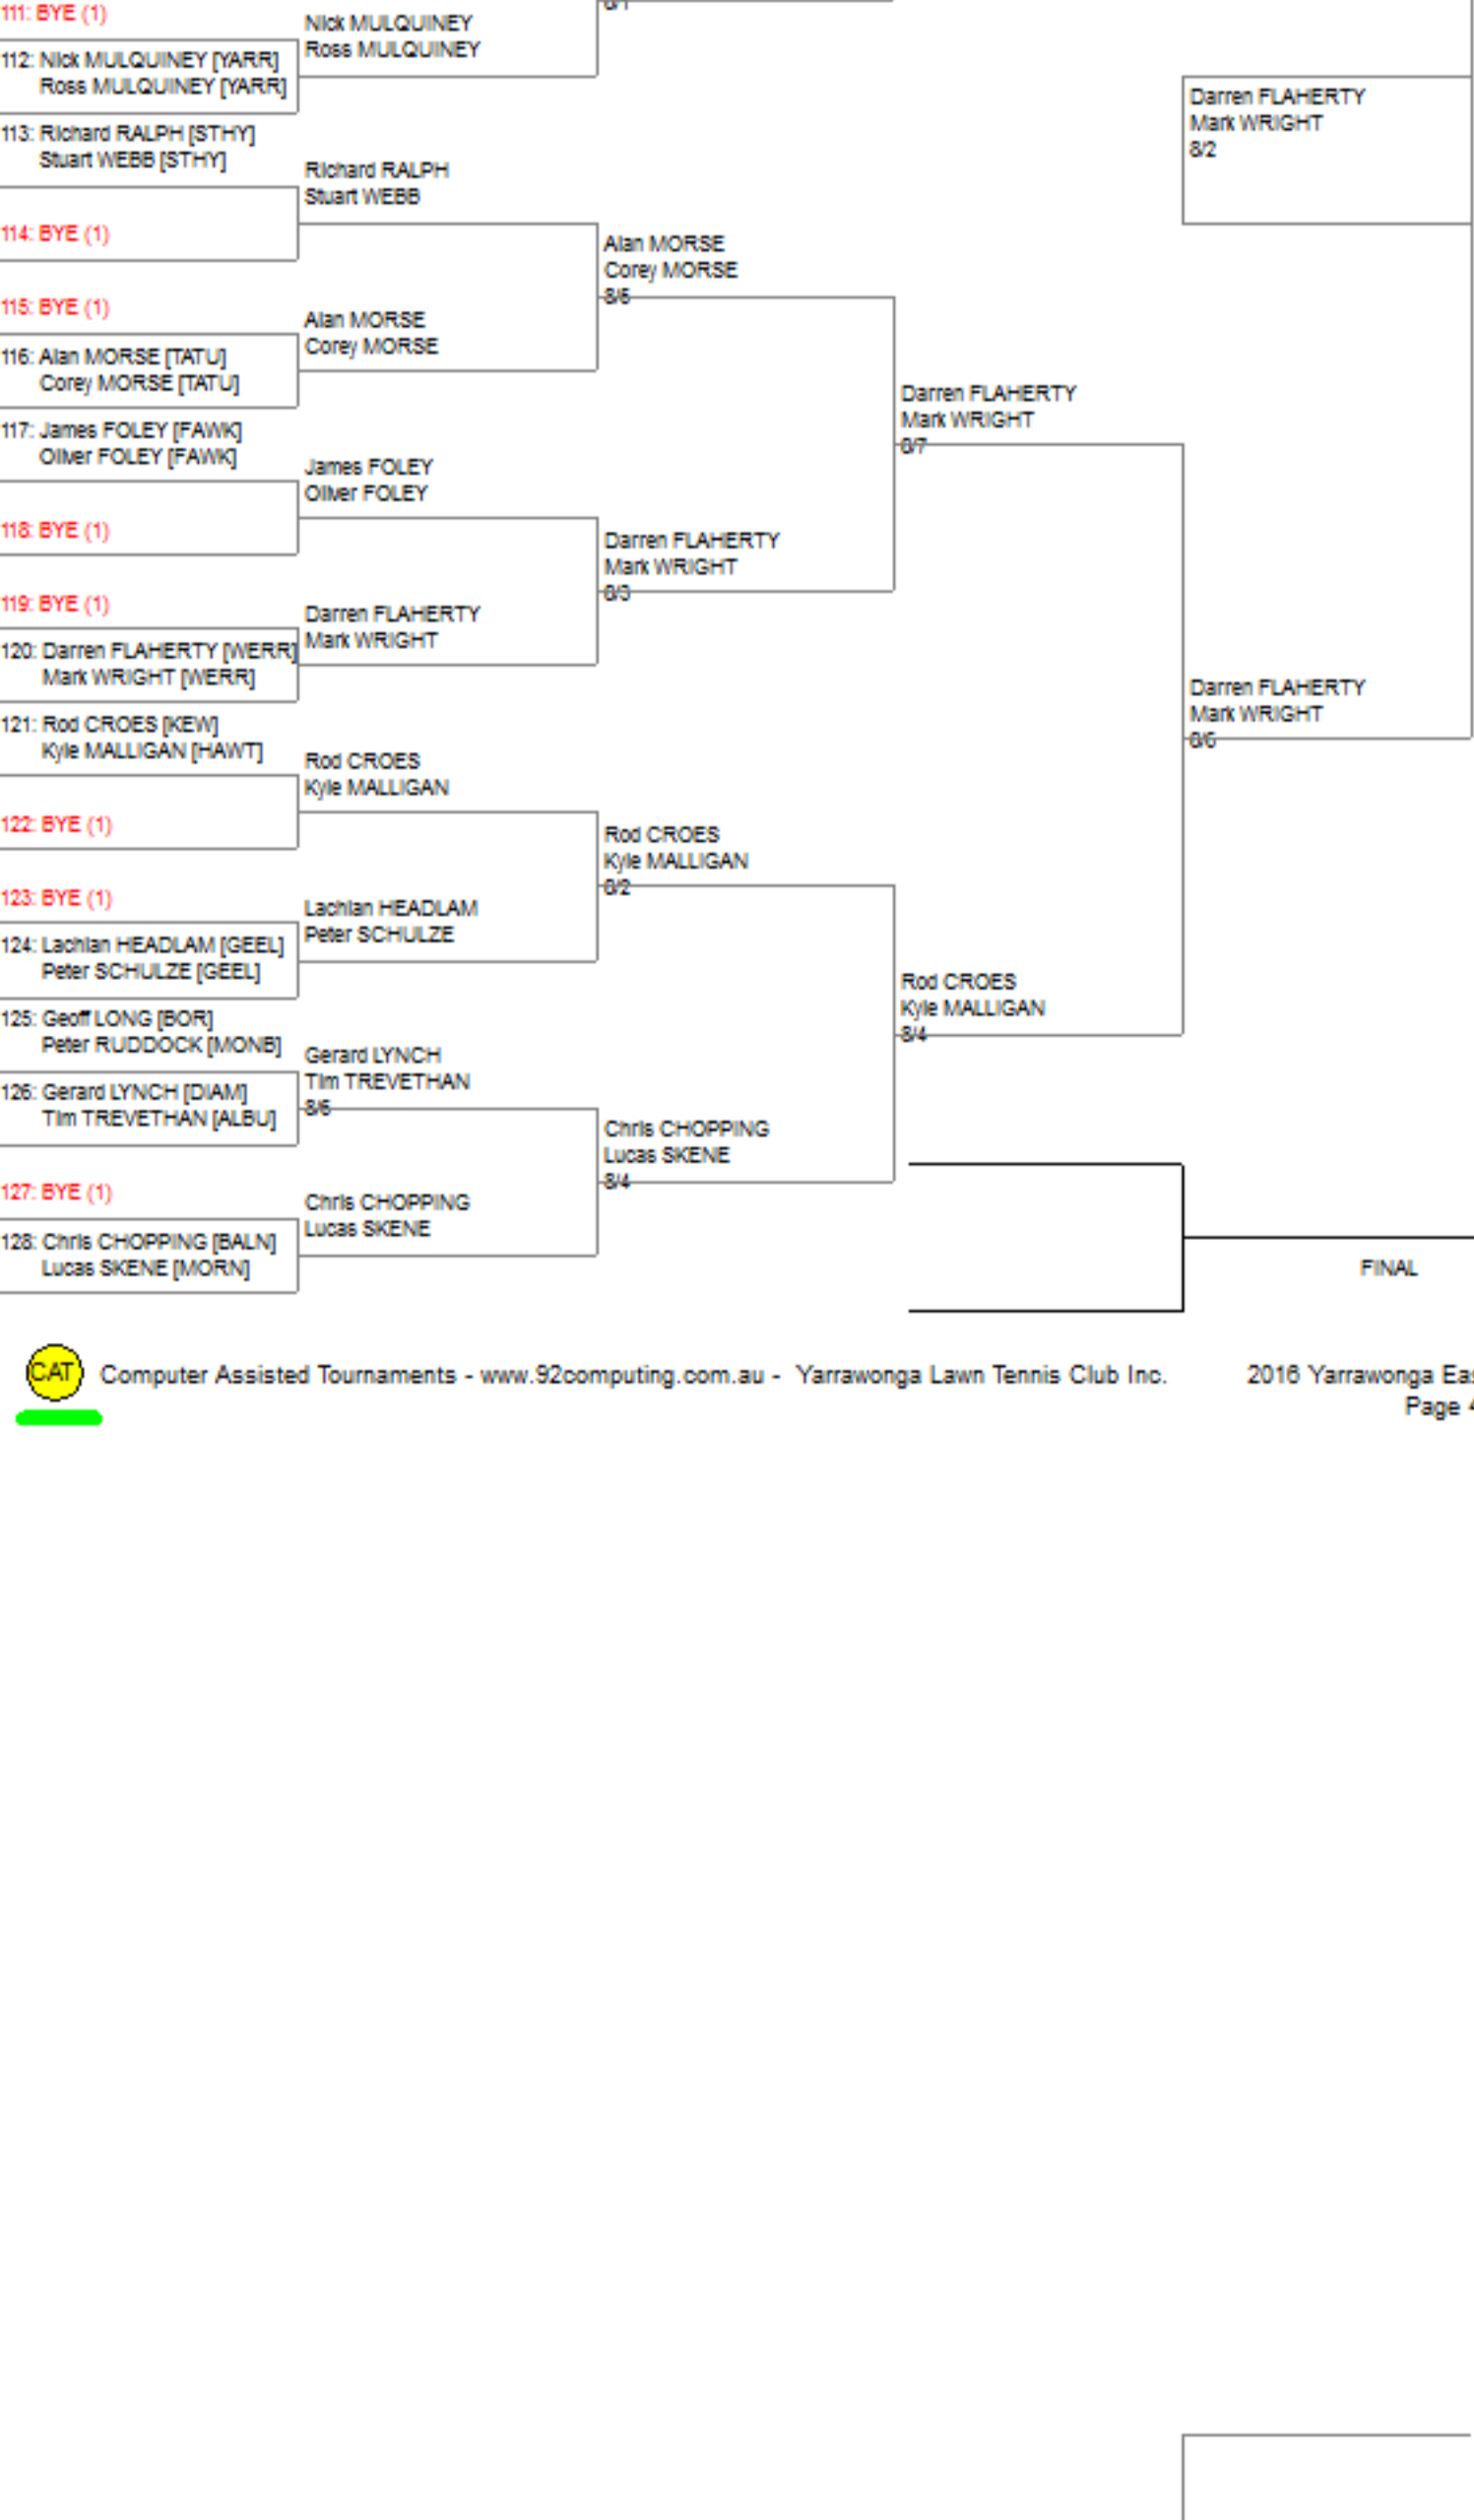 111: BYE (1)
112: Nick MULQUINEY [YARR]
Ross MULQUINEY [YARR]
113: Richard RALPH [STHY]
Stuart WEBB [STHY]
114: BYE (1)
115: BYE (1)
116: Alan MORSE [TATU]
Corey MORSE [TATU]
117: James FOLEY [FAWK]
Oliver FOLEY [FAWK]
118: BYE (1)
119: BYE (1)
120: Darren FLAHERTY [WERR]
Mark WRIGHT [WERR]
121: Rod CROES [KEW]
Kyle MALLIGAN [HAWT]
122: BYE (1)
123: BYE (1)
124: Lachlan HEADLAM [GEEL]
Peter SCHULZE [GEEL]
125: Geoff LONG [BOR]
Peter RUDDOCK [MONB]
126: Gerard LYNCH [DIAM]
Tim TREVETHAN [ALBU]
127: BYE (1)
128: Chris CHOPPING [BALN]
Lucas SKENE [MORN]
Nick MULQUINEY
Ross MULQUINEY
Richard RALPH
Stuart WEBB
Alan MORSE
Corey MORSE
James FOLEY
Oliver FOLEY
Darren FLAHERTY
Mark WRIGHT
Rod CROES
Kyle MALLIGAN
Lachlan HEADLAM
Peter SCHULZE
Gerard LYNCH
Tim TREVETHAN
Chris CHOPPING
Lucas SKENE
Alan MORSE
Corey MORSE
Darren FLAHERTY
Mark WRIGHT
8/3
Rod CROES
Kyle MALLIGAN
8/2
Chris CHOPPING
Lucas SKENE
8/4
Darren FLAHERTY
Mark WRIGHT
8/7
Rod CROES
Kyle MALLIGAN
8/4
Darren FLAHERTY
Mark WRIGHT
8/2
Darren FLAHERTY
Mark WRIGHT
FINAL
CAT
Computer Assisted Tournaments - www.92computing.com.au - Yarrawonga Lawn Tennis Club Inc.
2016 Yarrawonga
Page